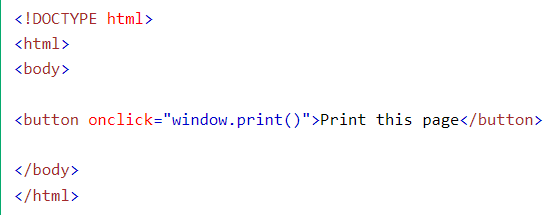 <!DOCTYPE html>
<html>
<body>
<button onclick="window.print()">Print this page</button>
</body>
</html>